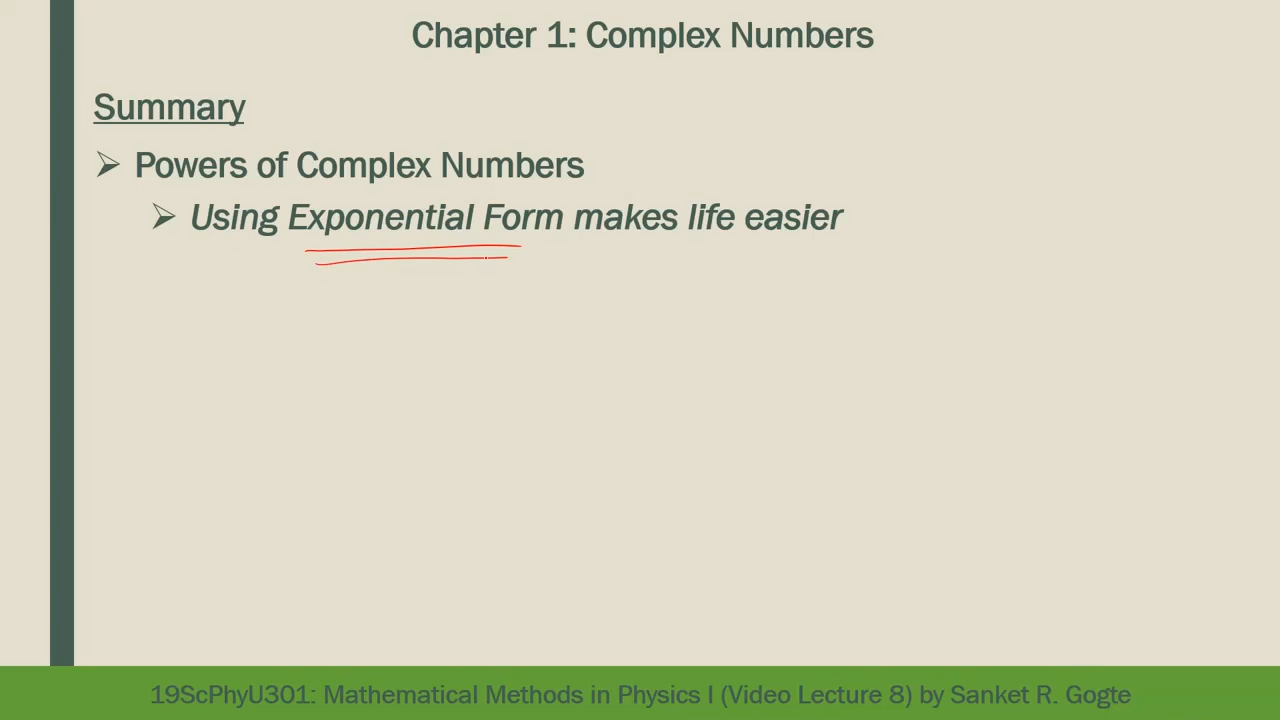 Chapter 1: Complex Numbers
Summary
➢ Powers of Complex Numbers
➢ Using Exponential Form makes life easier
19ScPhyU301: Mathematical Methods in Physics I (Video Lecture 8) by Sanket R. Gogte